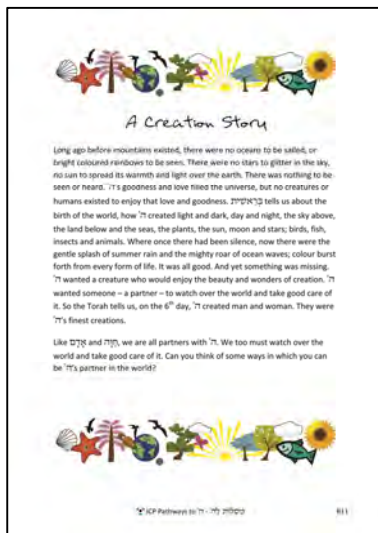 A Creation Story
Long ago before mountains existed, there were no oceans to be sailed, or
bright coloured rainbows to be seen. There were no stars to glitter in the sky,
no sun to spread its warmth and light over the earth. There was nothing to be
seen or heard. ה' s goodness and love filled the universe, but no creatures or
humans existed to enjoy that love and goodness. בְּרֵאשִׁית tells us about the
birth of the world, how ה' created light and dark, day and night, the sky above,
the land below and the seas, the plants, the sun, moon and stars; birds, fish,
insects and animals. Where once there had been silence, now there were the
gentle splash of summer rain and the mighty roar of ocean waves; colour burst
forth from every form of life. It was all good. And yet something was missing.
ה' wanted a creature who would enjoy the beauty and wonders of creation. ה'
wanted someone – a partner – to watch over the world and take good care of
it. So the Torah tells us, on the 6th day, ה' created man and woman. They were
ה's finest creations.
Like אָדָם and חַוָּה, we are all partners with ה'. We too must watch over the
world and take good care of it. Can you think of some ways in which you can
be ה's partner in the world?
JCP Pathways to ה' - מסילות לה'